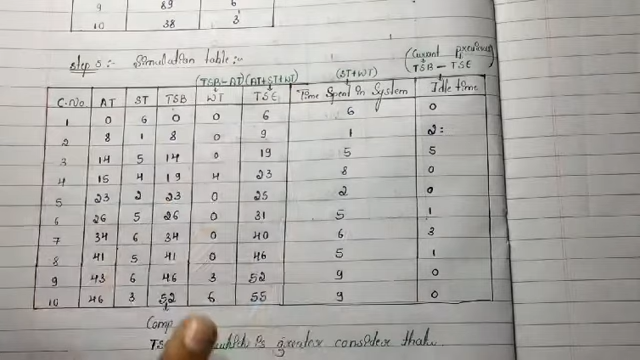 9 89 6
10 38 3
Step 5:- Simulation table:-
(TSB-AT) (AT+ST+WT) (ST+WT) (Current TSB - Previous TSE)
C.No AT ST TSB WT TSE Time Spent In System Idle time
1 0 6 0 0 6 6 0
2 8 1 8 0 9 1 2:
3 14 5 14 0 19 5 5
4 15 4 19 4 23 8 0
5 23 2 23 0 25 2 0
6 26 5 26 0 31 5 1
7 34 6 34 0 40 6 3
8 41 5 41 0 46 5 1
9 43 6 46 3 52 9 0
10 46 3 52 6 55 9 0
Comp
TS which is greater consider that.